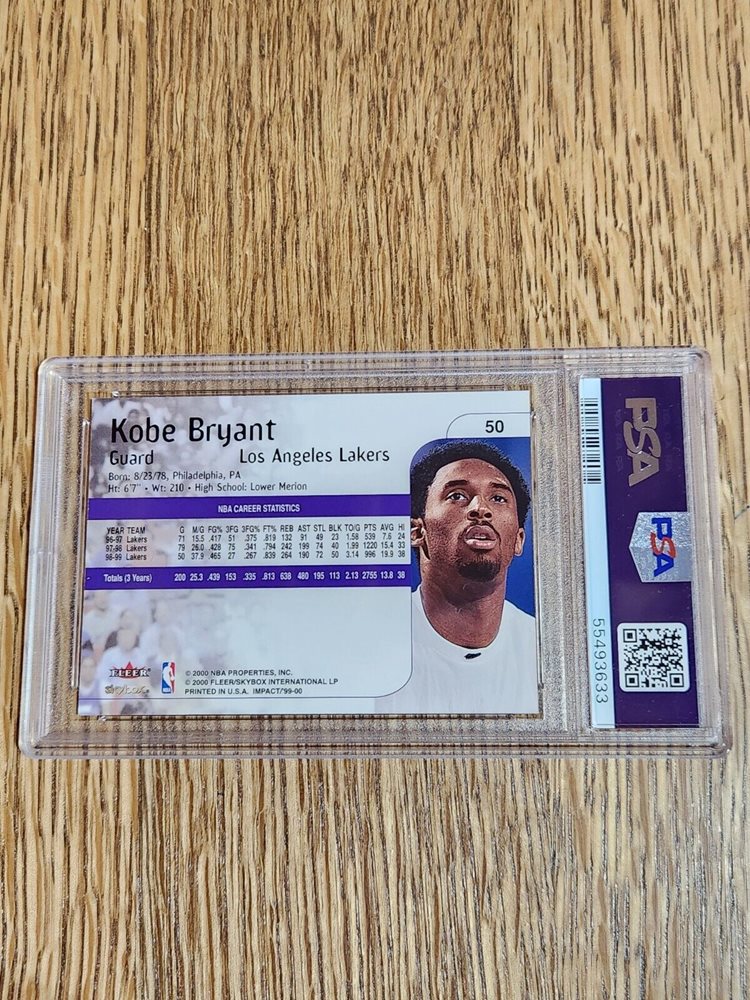 Kobe Bryant
50
Guard Los Angeles Lakers
Born: 8/23/78, Philadelphia, PA
Ht: 6'7" • Wt: 210 • High School: Lower Merion
NBA CAREER STATISTICS
YEAR TEAM G M/G FG% 3FG 3FG% FT% REB AST STL BLK TO/G PTS AVG HI
96-97 Lakers 71 15.5 .417 51 .375 .819 132 91 49 23 1.58 539 7.6 24
97-98 Lakers 79 26.0 .428 75 .341 .794 242 199 74 40 1.99 1220 15.4 33
98-99 Lakers 50 37.9 .465 27 .267 .839 264 190 72 50 3.14 996 19.9 38
Totals (3 Years) 200 25.3 .439 153 .335 .813 638 480 195 113 2.13 2755 13.8 38
FLEER
SkyBox
© 2000 NBA PROPERTIES, INC.
© 2000 FLEER/SKYBOX INTERNATIONAL LP
PRINTED IN U.S.A. IMPACT/'99-00
PSA
PSA
55493633